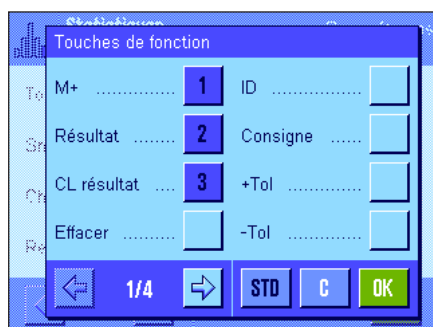 Statistiques
Touches de fonction
M+ ............... 1 ID ..............
Résultat ........ 2 Consigne ......
CL résultat .... 3 +Tol ..............
Effacer .......... -Tol ..............
1/4 STD C OK